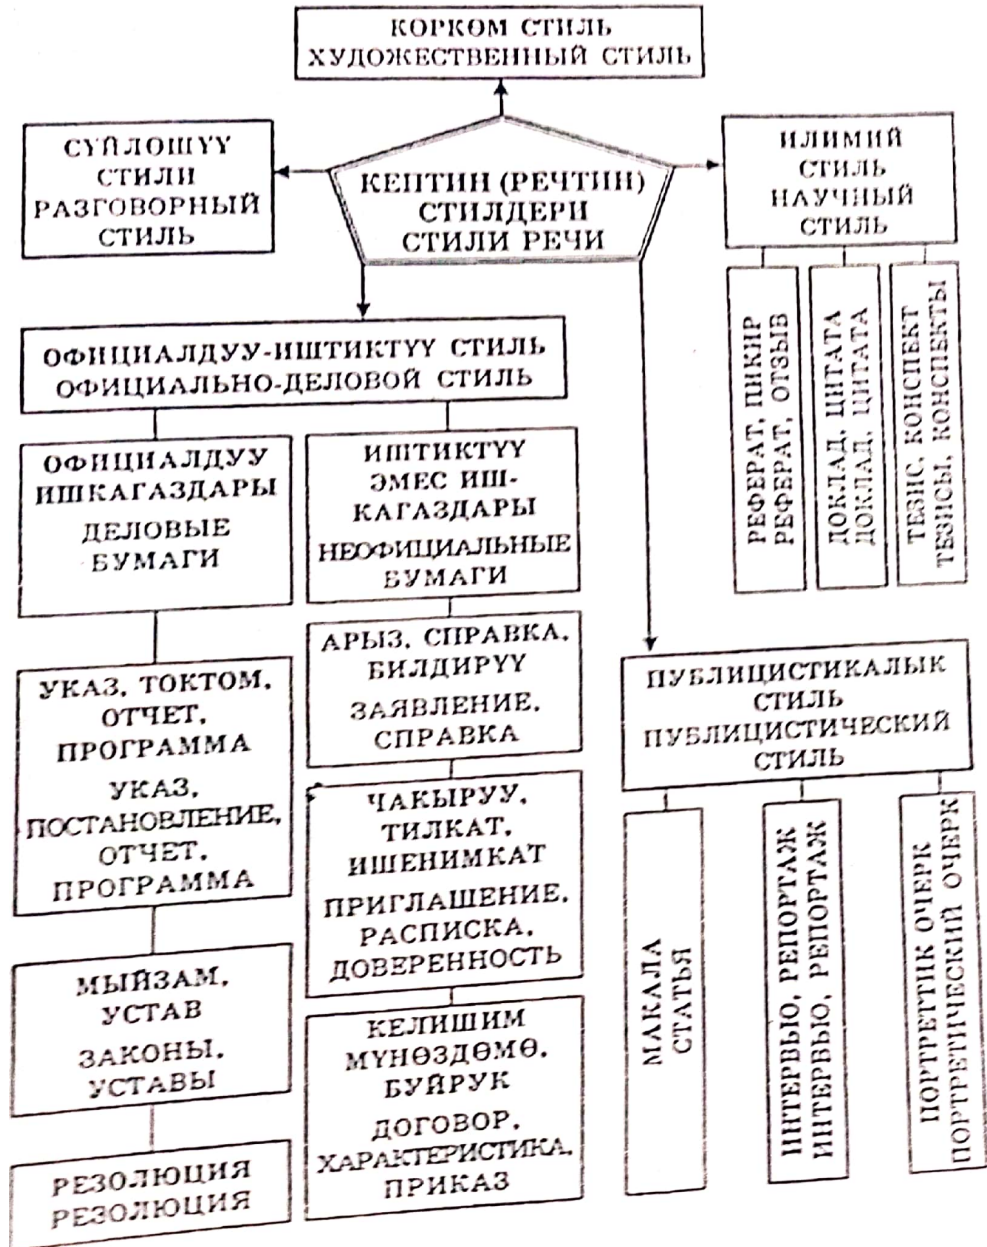 КОРКОМ СТИЛЬ
ХУДОЖЕСТВЕННЫЙ СТИЛЬ
СҮЙЛОШҮҮ
СТИЛИ
РАЗГОВОРНЫЙ
СТИЛЬ
КЕПТИН (РЕЧТИН)
СТИЛДЕРИ
СТИЛИ РЕЧИ
ИЛИМИЙ
СТИЛЬ
НАУЧНЫЙ
СТИЛЬ
РЕФЕРАТ, ПИКИР
РЕФЕРАТ, ОТЗЫВ
ДОКЛАД, ЦИТАТА
ДОКЛАД, ЦИТАТА
ТЕЗИС, КОНСПЕКТ
ТЕЗИСЫ, КОНСПЕКТЫ
ОФИЦИАЛДУУ-ИШТИКТҮҮ СТИЛЬ
ОФИЦИАЛЬНО-ДЕЛОВОЙ СТИЛЬ
ОФИЦИАЛДУУ
ИШКАГАЗДАРЫ
ДЕЛОВЫЕ
БУМАГИ
УКАЗ, ТОКТОМ,
ОТЧЕТ,
ПРОГРАММА
УКАЗ,
ПОСТАНОВЛЕНИЕ,
ОТЧЕТ,
ПРОГРАММА
МЫЙЗАМ,
УСТАВ
ЗАКОНЫ,
УСТАВЫ
РЕЗОЛЮЦИЯ
РЕЗОЛЮЦИЯ
ИШТИКТҮҮ
ЭМЕС ИШ-
КАГАЗДАРЫ
НЕОФИЦИАЛЬНЫЕ
БУМАГИ
АРЫЗ, СПРАВКА,
БИЛДИРҮҮ
ЗАЯВЛЕНИЕ,
СПРАВКА
ЧАКЫРУУ,
ТИЛКАТ,
ИШЕНИМКАТ
ПРИГЛАШЕНИЕ,
РАСПИСКА,
ДОВЕРЕННОСТЬ
КЕЛИШИМ
МҮНӨЗДӨМӨ,
БУЙРУК
ДОГОВОР,
ХАРАКТЕРИСТИКА,
ПРИКАЗ
ПУБЛИЦИСТИКАЛЫК
СТИЛЬ
ПУБЛИЦИСТИЧЕСКИЙ
СТИЛЬ
МАКАЛА
СТАТЬЯ
ИНТЕРВЬЮ, РЕПОРТАЖ
ИНТЕРВЬЮ, РЕПОРТАЖ
ПОРТРЕТТИК ОЧЕРК
ПОРТРЕТИЧЕСКИЙ ОЧЕРК